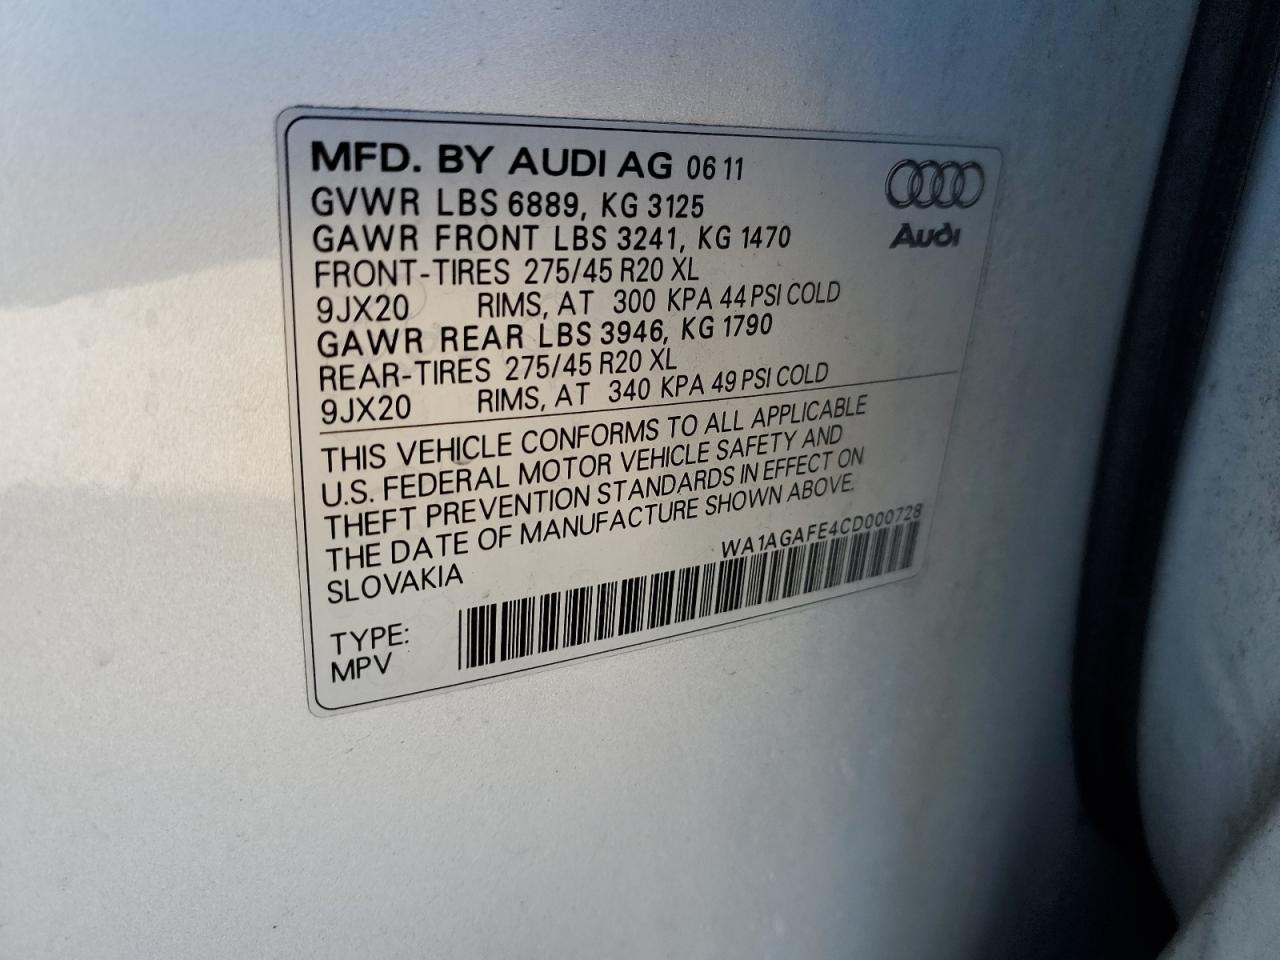 MFD. BY AUDI AG 06 11
GVWR LBS 6889, KG 3125
GAWR FRONT LBS 3241, KG 1470
FRONT-TIRES 275/45 R20 XL
9JX20 RIMS, AT 300 KPA 44 PSI COLD
GAWR REAR LBS 3946, KG 1790
REAR-TIRES 275/45 R20 XL
9JX20 RIMS, AT 340 KPA 49 PSI COLD
Audi
THIS VEHICLE CONFORMS TO ALL APPLICABLE
U.S. FEDERAL MOTOR VEHICLE SAFETY AND
THEFT PREVENTION STANDARDS IN EFFECT ON
THE DATE OF MANUFACTURE SHOWN ABOVE.
SLOVAKIA
WA1AGAFE4CD000728
TYPE:
MPV